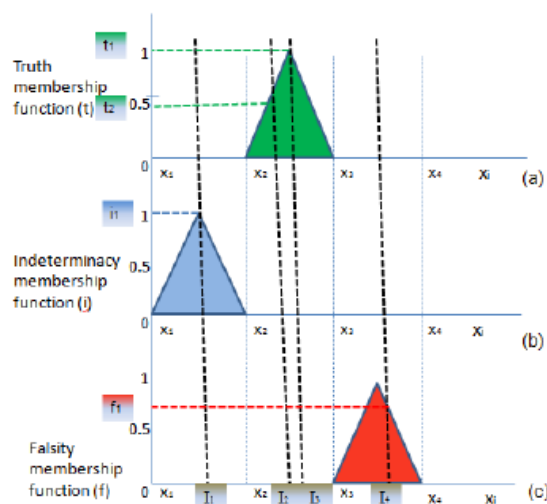 t₁
1
Truth
membership
function (t)
t₂
0.5
0
x₁ x₂ x₃ x₄ xᵢ
(a)
i₁
1
Indeterminacy
membership
function (i)
0.5
0
x₁ x₂ x₃ x₄ xᵢ
(b)
1
f₁
0.5
Falsity
membership
function (f)
0
x₁ I₁ x₂ I₂ I₃ x₃ I₄ x₄ xᵢ
(c)